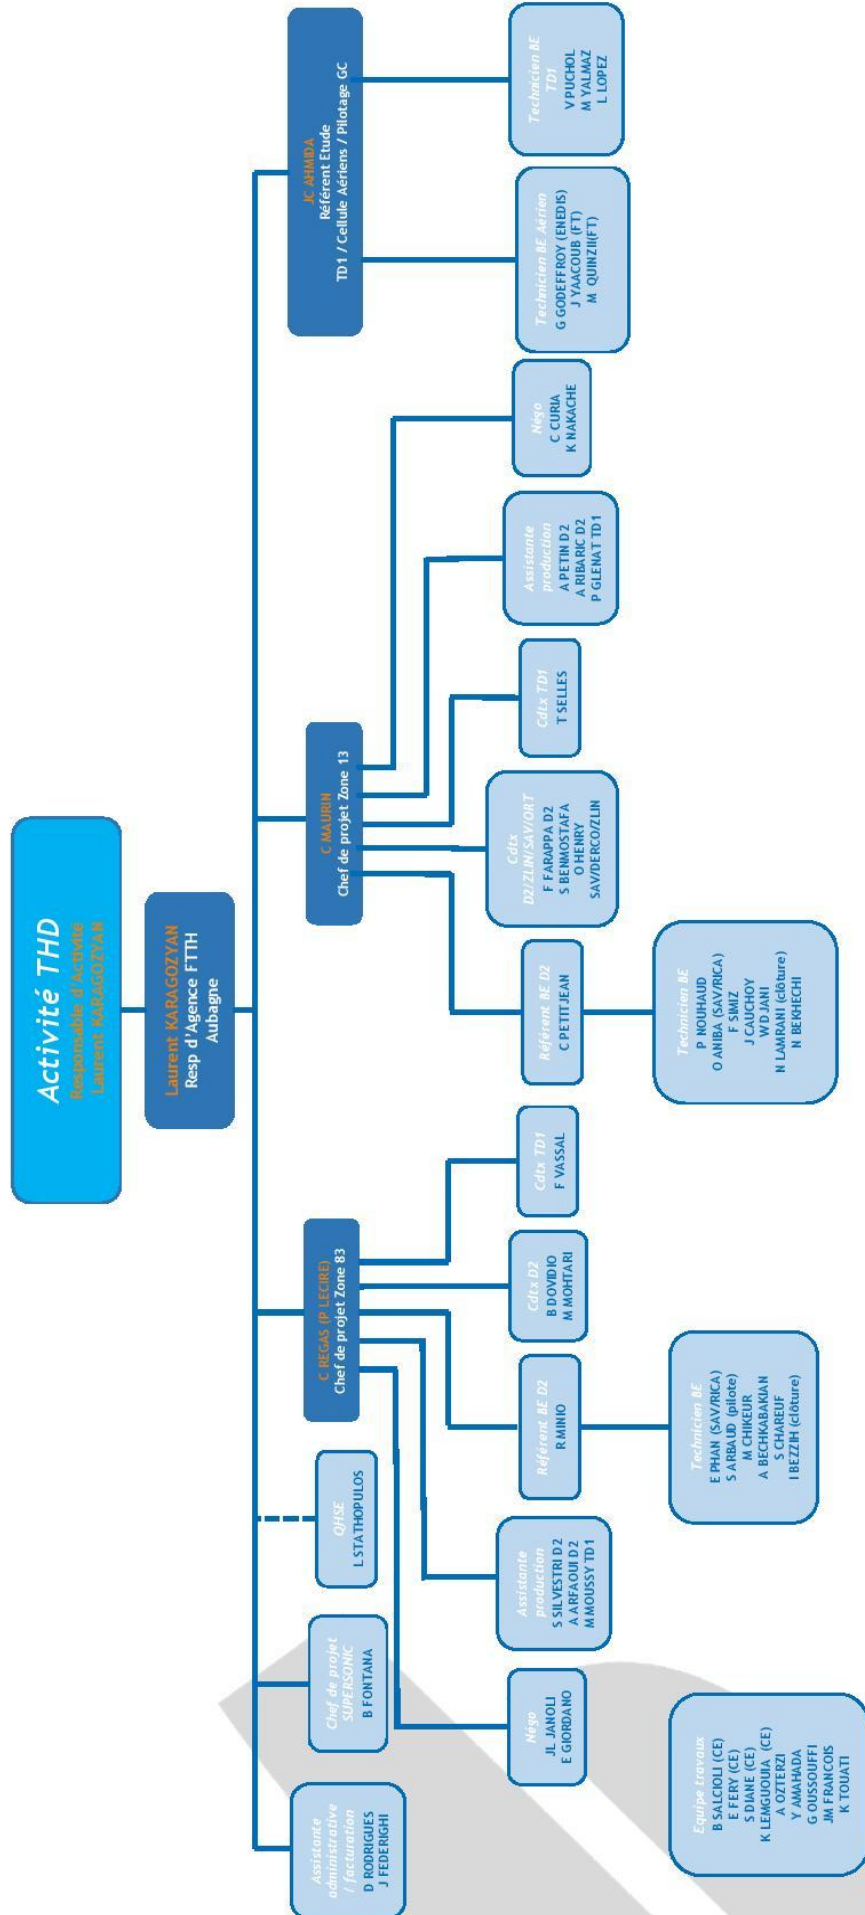 Activité THD
Responsable d'Activite
Laurent KARAGOZYAN
Laurent KARAGOZYAN
Resp d'Agence FTTH
Aubagne
Assistante
administrative
/ facturation
D RODRIGUES
J FEDERIGHI
Chef de projet
SUPERSONIC
B FONTANA
QHSE
L STATHOPULOS
C REGAS (P LECIRE)
Chef de projet Zone 83
C MAURIN
Chef de projet Zone 13
JC AHMIDA
Référent Etude
TD1 / Cellule Aériens / Pilotage GC
Négo
JL JANOLI
E GIORDANO
Assistante
production
S SILVESTRI D2
A ARFAOUI D2
M MOUSSY TD1
Référent BE D2
R MINIO
Cdtx D2
B DOVIDIO
M MOHTARI
Cdtx TD1
F VASSAL
Référent BE D2
C PETITJEAN
Cdtx
D2/ZLIN/SAV/ORT
F FARAPPA D2
S BENMOSTAFA
O HENRY
SAV/DERCO/ZLIN
Cdtx TD1
T SELLES
Assistante
production
A PETIN D2
A RIBARIC D2
P GLENAT TD1
Négo
C CURIA
K NAKACHE
Technicien BE Aérien
G GODEFFROY (ENEDIS)
J YAACOUB (FT)
M QUINZII(FT)
Technicien BE
TD1
V PUCHOL
M YALMAZ
L LOPEZ
Equipe travaux
B SALCIOLI (CE)
E FERY (CE)
S DIANE (CE)
K LEMGUOUIA (CE)
A OZTERZI
Y AMAHADA
G OUSSOUFFI
JM FRANCOIS
K TOUATI
Technicien BE
E PHAN (SAV/RICA)
S ARBAUD (pilote)
M CHIKEUR
A BECHKABAKIAN
S CHAREUF
I BEZZIH (clôture)
Technicien BE
P NOUHAUD
O ANIBA (SAV/RICA)
F SIMIZ
J CAUCHOY
W DJANI
N LAMRANI (clôture)
N BEKHECHI